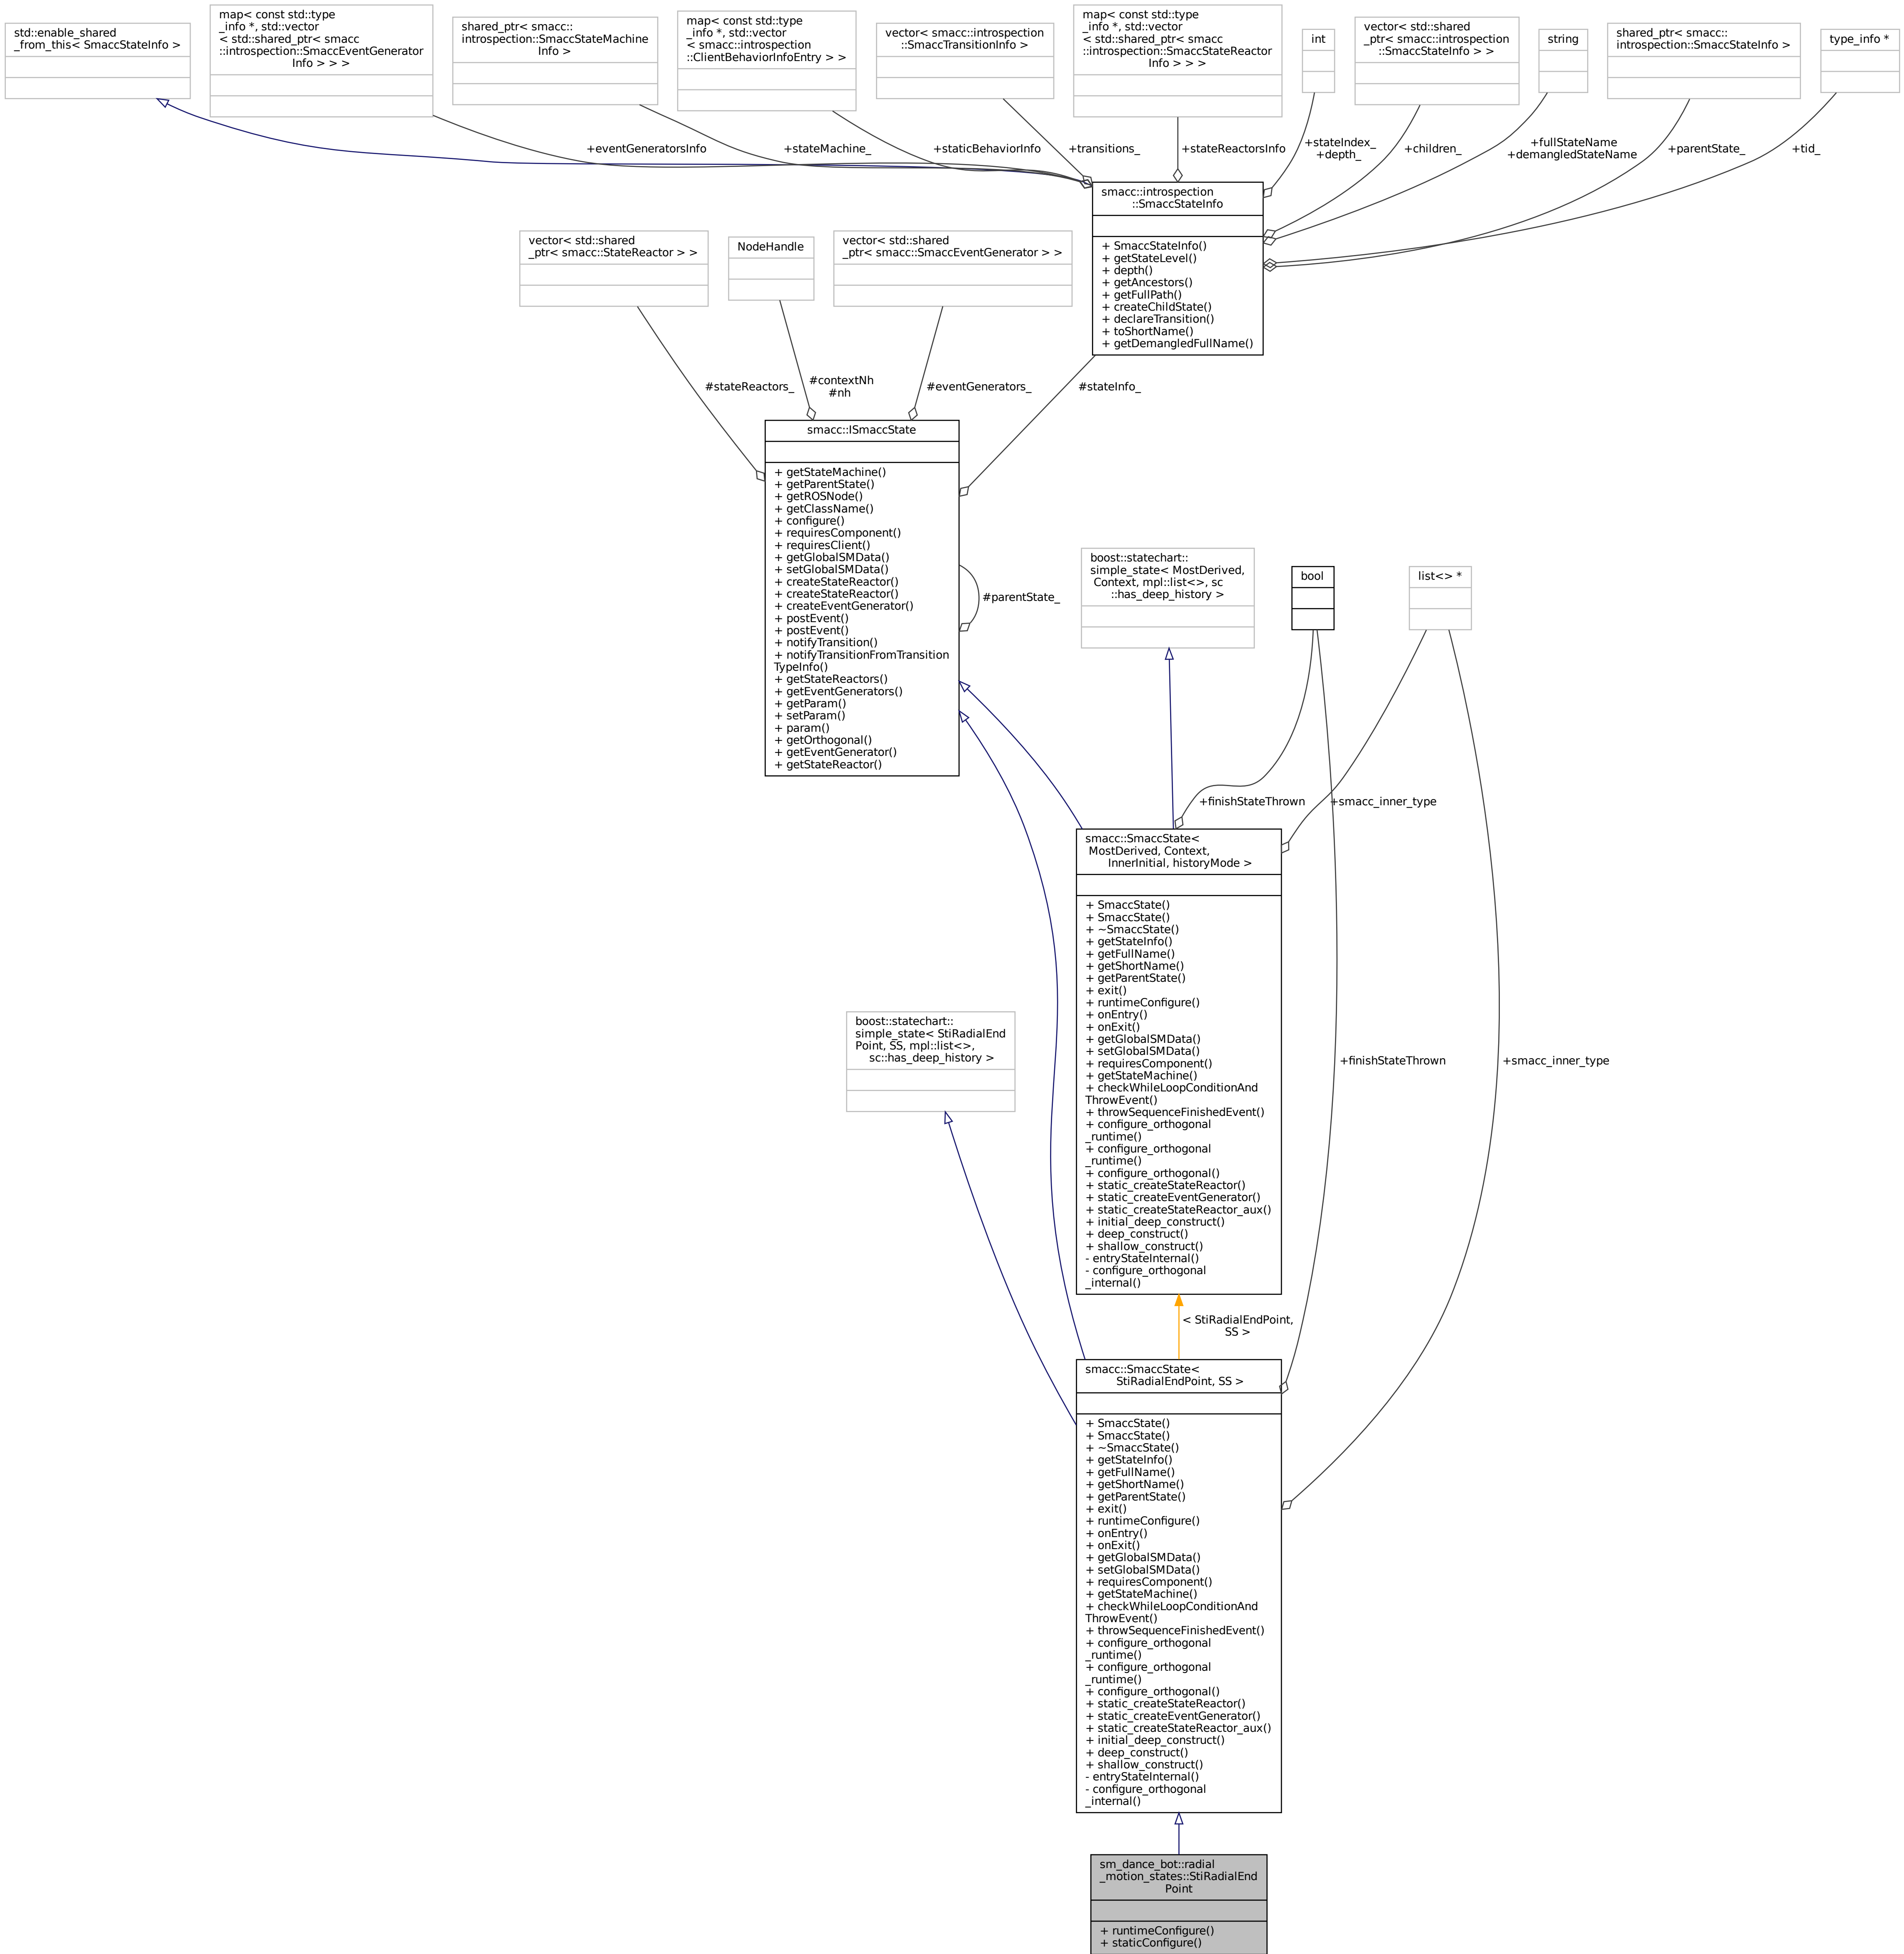 std::enable_shared
_from_this< SmaccStateInfo >
map< const std::type
_info *, std::vector
< std::shared_ptr< smacc
::introspection::SmaccEventGenerator
Info > > >
shared_ptr< smacc::
introspection::SmaccStateMachine
Info >
map< const std::type
_info *, std::vector
< smacc::introspection
::ClientBehaviorInfoEntry > >
vector< smacc::introspection
::SmaccTransitionInfo >
map< const std::type
_info *, std::vector
< std::shared_ptr< smacc
::introspection::SmaccStateReactor
Info > > >
int
vector< std::shared
_ptr< smacc::introspection
::SmaccStateInfo > >
string
shared_ptr< smacc::
introspection::SmaccStateInfo >
type_info *
+eventGeneratorsInfo
+stateMachine_
+staticBehaviorInfo
+transitions_
+stateReactorsInfo
+stateIndex_
+depth_
+children_
+fullStateName
+demangledStateName
+parentState_
+tid_
smacc::introspection
::SmaccStateInfo
+ SmaccStateInfo()
+ getStateLevel()
+ depth()
+ getAncestors()
+ getFullPath()
+ createChildState()
+ declareTransition()
+ toShortName()
+ getDemangledFullName()
vector< std::shared
_ptr< smacc::StateReactor > >
NodeHandle
vector< std::shared
_ptr< smacc::SmaccEventGenerator > >
#stateReactors_
#contextNh
#nh
#eventGenerators_
#stateInfo_
smacc::ISmaccState
+ getStateMachine()
+ getParentState()
+ getROSNode()
+ getClassName()
+ configure()
+ requiresComponent()
+ requiresClient()
+ getGlobalSMData()
+ setGlobalSMData()
+ createStateReactor()
+ createStateReactor()
+ createEventGenerator()
+ postEvent()
+ postEvent()
+ notifyTransition()
+ notifyTransitionFromTransition
TypeInfo()
+ getStateReactors()
+ getEventGenerators()
+ getParam()
+ setParam()
+ param()
+ getOrthogonal()
+ getEventGenerator()
+ getStateReactor()
#parentState_
boost::statechart::
simple_state< MostDerived,
Context, mpl::list<>, sc
::has_deep_history >
bool
list<> *
+finishStateThrown
+smacc_inner_type
smacc::SmaccState<
MostDerived, Context,
InnerInitial, historyMode >
+ SmaccState()
+ SmaccState()
+ ~SmaccState()
+ getStateInfo()
+ getFullName()
+ getShortName()
+ getParentState()
+ exit()
+ runtimeConfigure()
+ onEntry()
+ onExit()
+ getGlobalSMData()
+ setGlobalSMData()
+ requiresComponent()
+ getStateMachine()
+ checkWhileLoopConditionAnd
ThrowEvent()
+ throwSequenceFinishedEvent()
+ configure_orthogonal
_runtime()
+ configure_orthogonal
_runtime()
+ configure_orthogonal()
+ static_createStateReactor()
+ static_createEventGenerator()
+ static_createStateReactor_aux()
+ initial_deep_construct()
+ deep_construct()
+ shallow_construct()
- entryStateInternal()
- configure_orthogonal
_internal()
boost::statechart::
simple_state< StiRadialEnd
Point, SS, mpl::list<>,
sc::has_deep_history >
+finishStateThrown
+smacc_inner_type
< StiRadialEndPoint,
SS >
smacc::SmaccState<
StiRadialEndPoint, SS >
+ SmaccState()
+ SmaccState()
+ ~SmaccState()
+ getStateInfo()
+ getFullName()
+ getShortName()
+ getParentState()
+ exit()
+ runtimeConfigure()
+ onEntry()
+ onExit()
+ getGlobalSMData()
+ setGlobalSMData()
+ requiresComponent()
+ getStateMachine()
+ checkWhileLoopConditionAnd
ThrowEvent()
+ throwSequenceFinishedEvent()
+ configure_orthogonal
_runtime()
+ configure_orthogonal
_runtime()
+ configure_orthogonal()
+ static_createStateReactor()
+ static_createEventGenerator()
+ static_createStateReactor_aux()
+ initial_deep_construct()
+ deep_construct()
+ shallow_construct()
- entryStateInternal()
- configure_orthogonal
_internal()
sm_dance_bot::radial
_motion_states::StiRadialEnd
Point
+ runtimeConfigure()
+ staticConfigure()